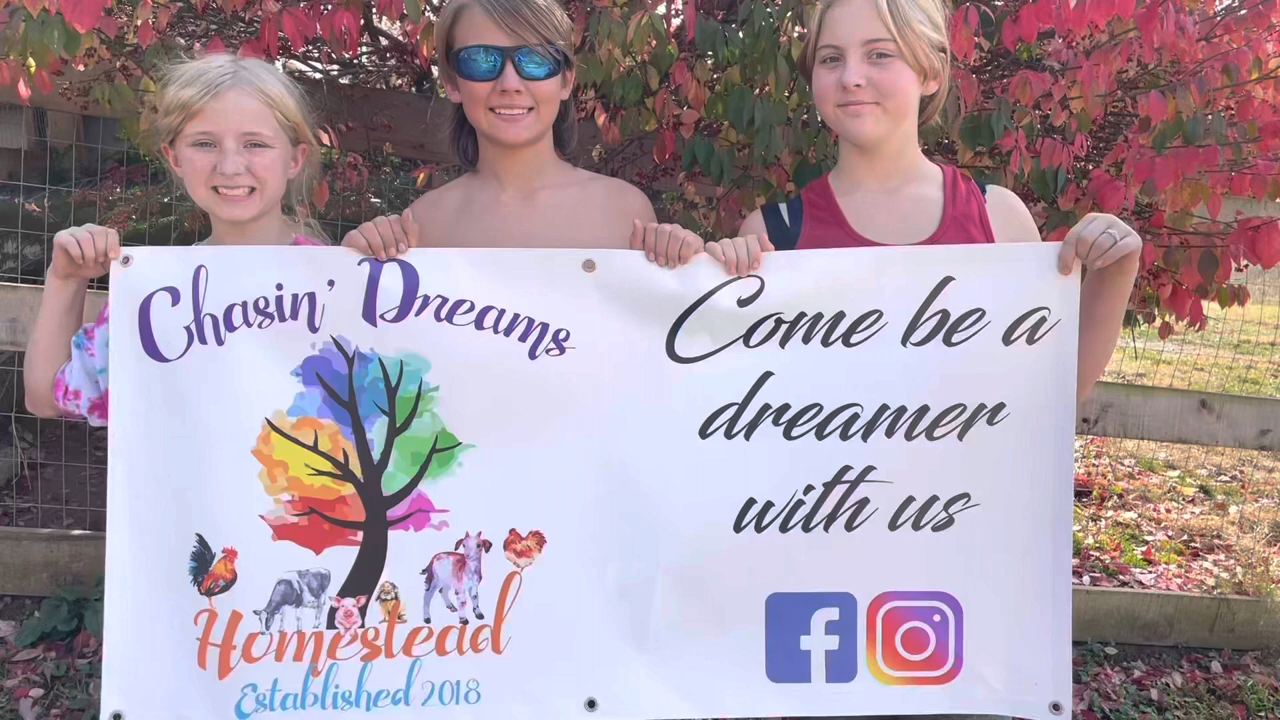 Chasin' Dreams
Homestead
Established 2018
Come be a
dreamer
with us
f